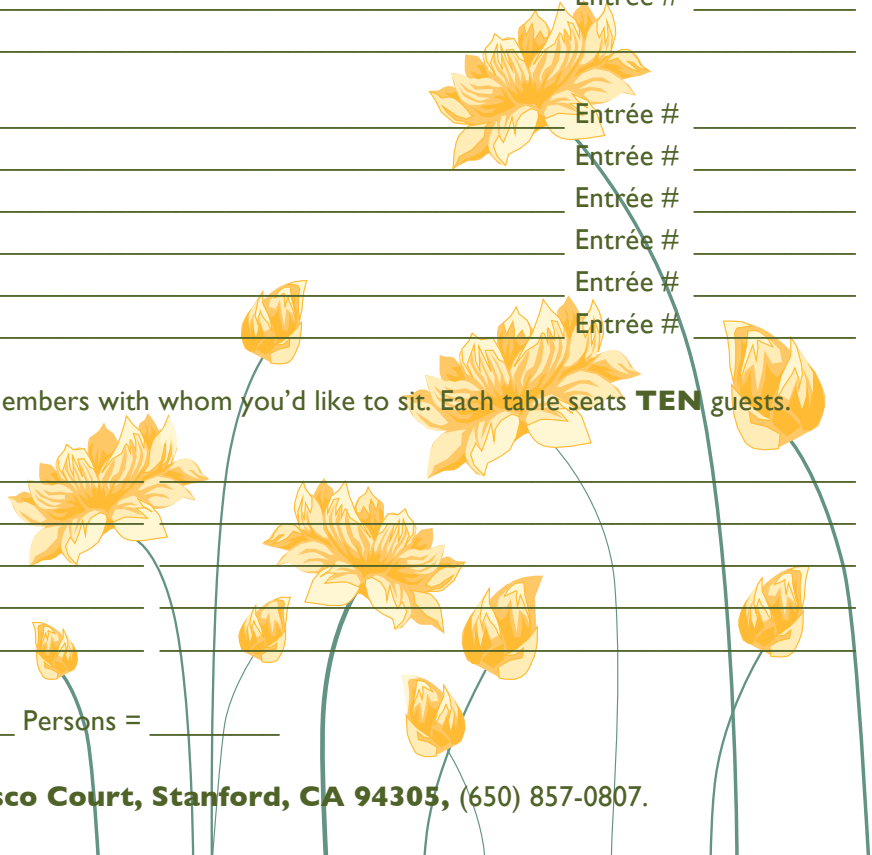 Entrée #
Entrée #
Entrée #
Entrée #
Entrée #
Entrée #
Entrée #
embers with whom you’d like to sit. Each table seats TEN guests.
Persons =
sco Court, Stanford, CA 94305, (650) 857-0807.